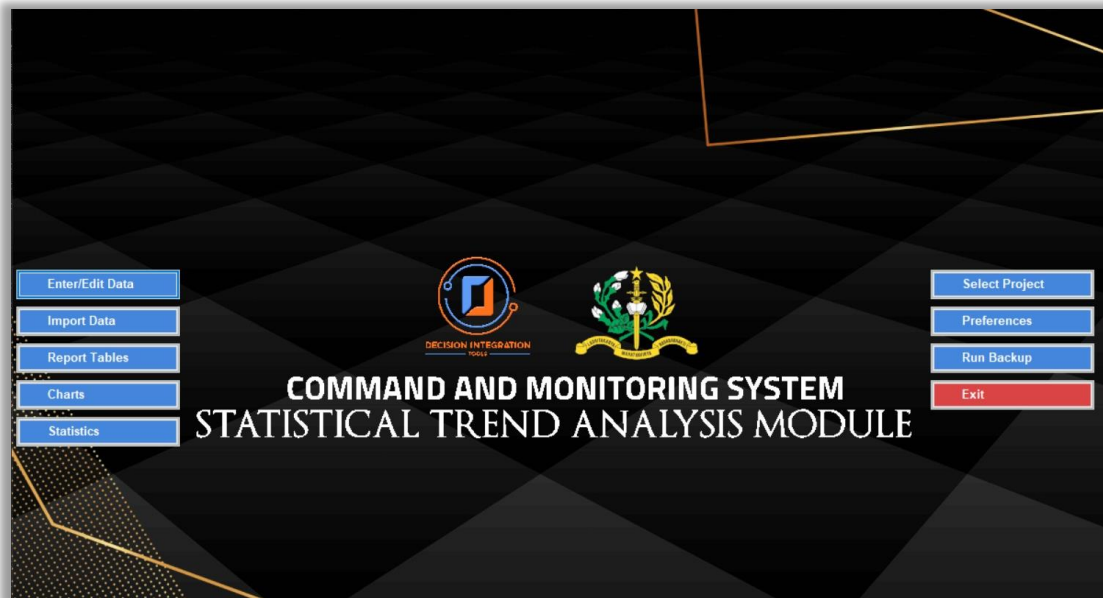 Enter/Edit Data
Import Data
Report Tables
Charts
Statistics
DECISION INTEGRATION
TOOLS
COMMAND AND MONITORING SYSTEM
STATISTICAL TREND ANALYSIS MODULE
Select Project
Preferences
Run Backup
Exit